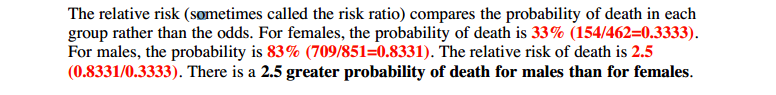 The relative risk (sometimes called the risk ratio) compares the probability of death in each
group rather than the odds. For females, the probability of death is 33% (154/462=0.3333).
For males, the probability is 83% (709/851=0.8331). The relative risk of death is 2.5
(0.8331/0.3333). There is a 2.5 greater probability of death for males than for females.